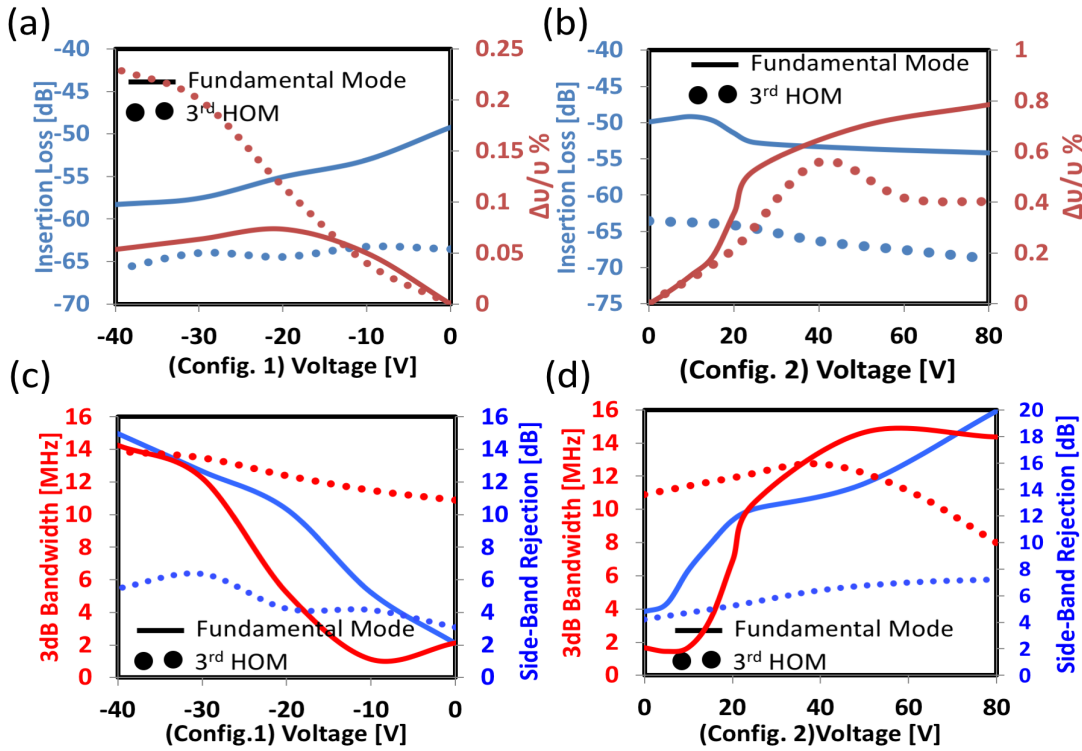 (a)
-40
-45
-50
-55
-60
-65
-70
Insertion Loss [dB]
Fundamental Mode
3rd HOM
0.25
0.2
0.15
0.1
0.05
0
Δυ/υ %
-40 -30 -20 -10 0
(Config. 1) Voltage [V]
(b)
-40
-45
-50
-55
-60
-65
-70
-75
Insertion Loss [dB]
Fundamental Mode
3rd HOM
1
0.8
0.6
0.4
0.2
0
Δυ/υ %
0 20 40 60 80
(Config. 2) Voltage [V]
(c)
16
14
12
10
8
6
4
2
0
3dB Bandwidth [MHz]
Fundamental Mode
3rd HOM
16
14
12
10
8
6
4
2
0
Side-Band Rejection [dB]
-40 -30 -20 -10 0
(Config.1) Voltage [V]
(d)
16
14
12
10
8
6
4
2
0
3dB Bandwidth [MHz]
Fundamental Mode
3rd HOM
20
18
16
14
12
10
8
6
4
2
0
Side-Band Rejection [dB]
0 20 40 60 80
(Config. 2)Voltage [V]